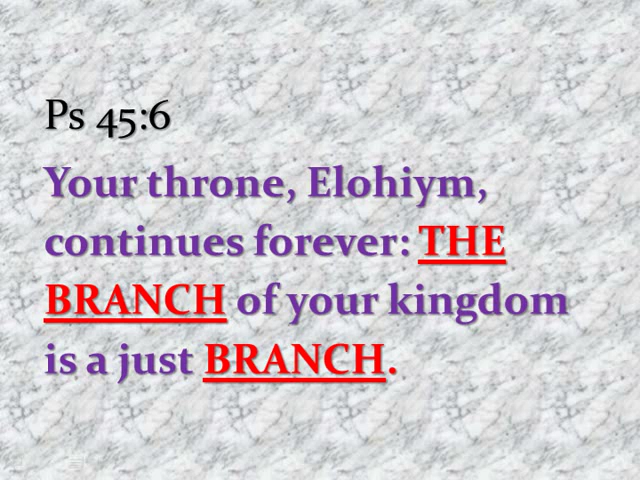 Ps 45:6
Your throne, Elohiym,
continues forever: THE
BRANCH of your kingdom
is a just BRANCH.